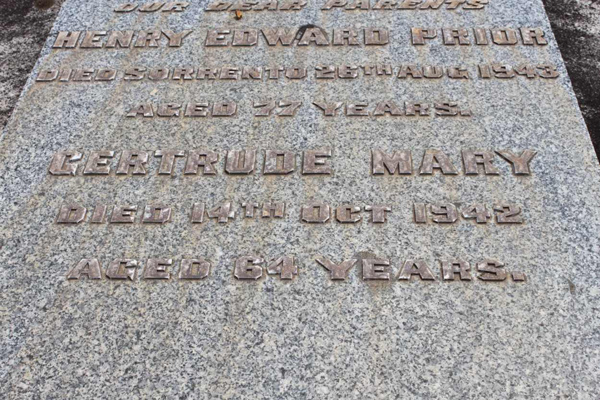 OUR DEAR PARENTS
HENRY EDWARD PRIOR
DIED SORRENTO 26TH AUG 1943
AGED 77 YEARS.
GERTRUDE MARY
DIED 14TH OCT 1942
AGED 64 YEARS.